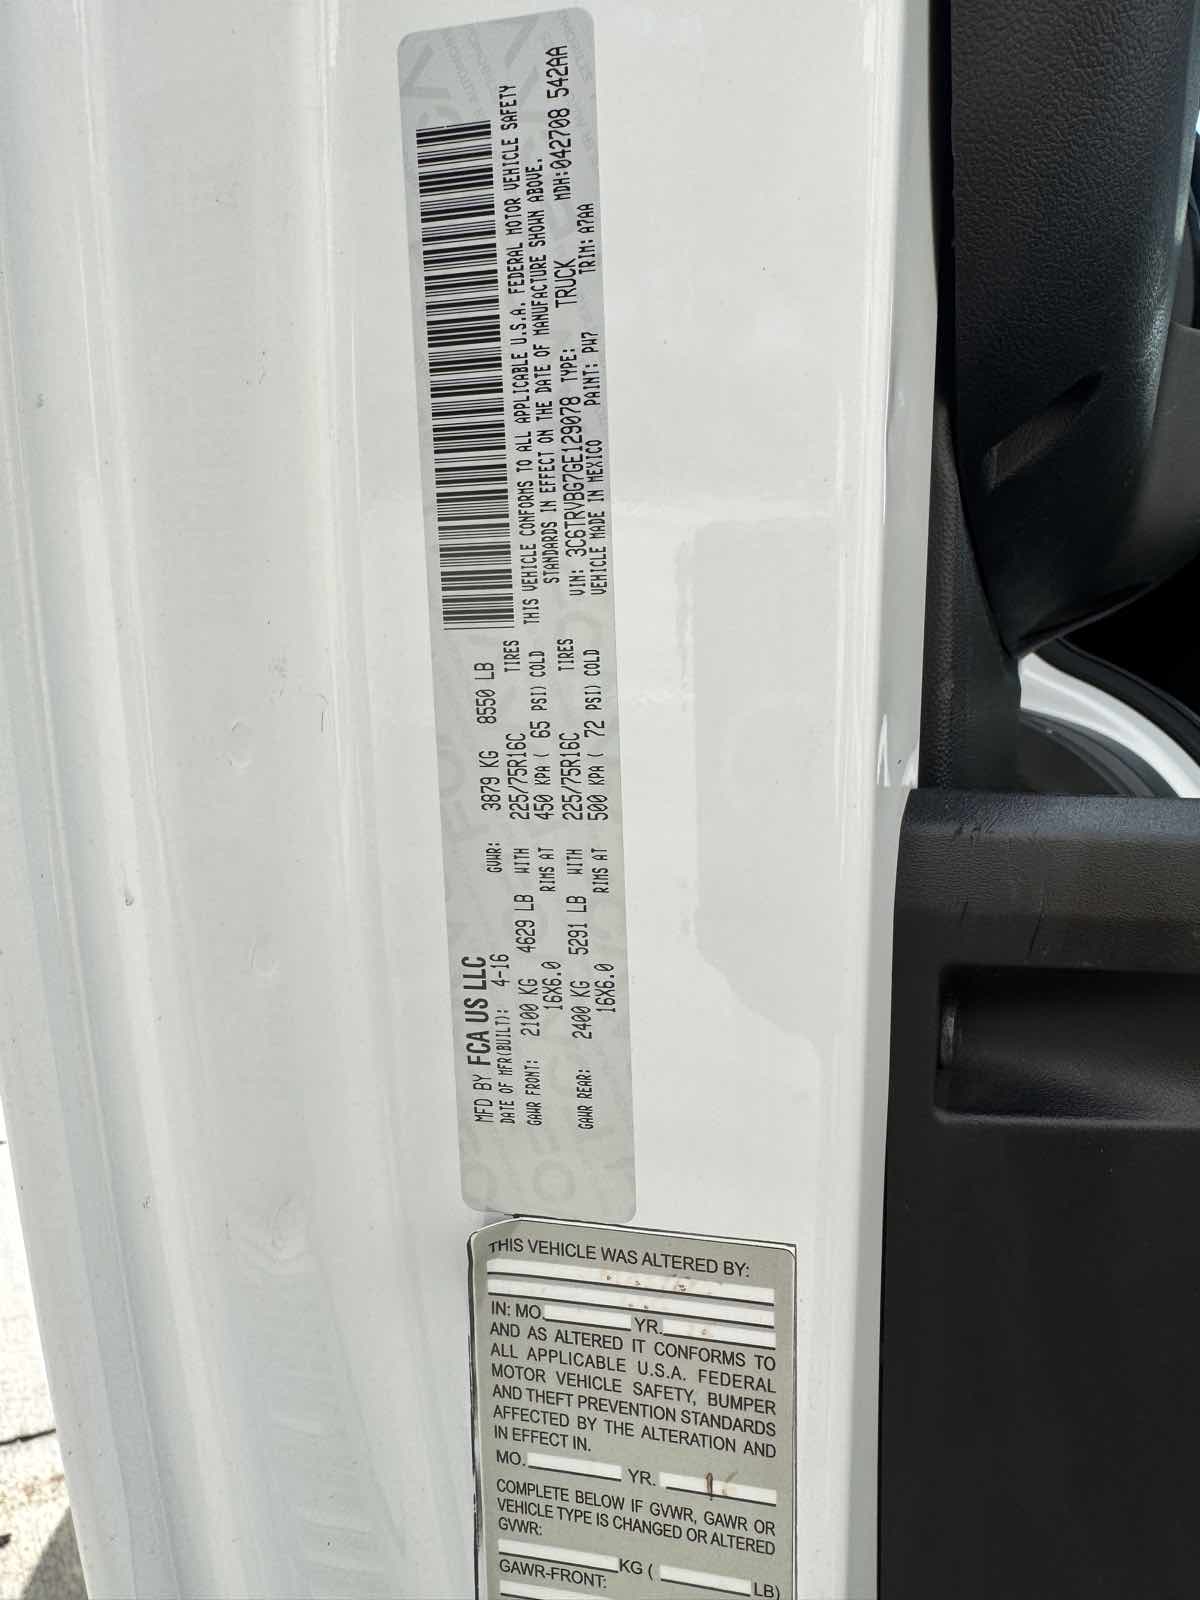 MFD BY FCA US LLC
DATE OF MFR(BUILT): 4-16 GVWR: 3879 KG 8550 LB
GAWR FRONT: 2100 KG 4629 LB WITH 225/75R16C TIRES
16X6.0 RIMS AT 450 KPA ( 65 PSI) COLD
GAWR REAR: 2400 KG 5291 LB WITH 225/75R16C TIRES
16X6.0 RIMS AT 500 KPA ( 72 PSI) COLD
THIS VEHICLE CONFORMS TO ALL APPLICABLE U.S.A. FEDERAL MOTOR VEHICLE SAFETY
STANDARDS IN EFFECT ON THE DATE OF MANUFACTURE SHOWN ABOVE.
VIN: 3C6TRVBG7GE129078 TYPE: TRUCK MDH:042708 542AA
VEHICLE MADE IN MEXICO PAINT: PW7 TRIM: A7AA
THIS VEHICLE WAS ALTERED BY:
IN: MO. YR.
AND AS ALTERED IT CONFORMS TO
ALL APPLICABLE U.S.A. FEDERAL
MOTOR VEHICLE SAFETY, BUMPER
AND THEFT PREVENTION STANDARDS
AFFECTED BY THE ALTERATION AND
IN EFFECT IN.
MO. YR. 16
COMPLETE BELOW IF GVWR, GAWR OR
VEHICLE TYPE IS CHANGED OR ALTERED
GVWR:
KG ( LB)
GAWR-FRONT: